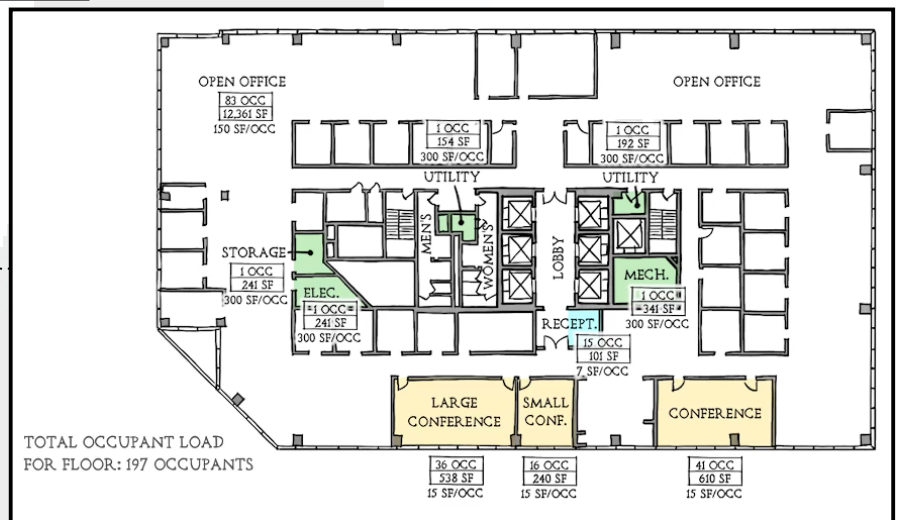 OPEN OFFICE
83 OCC
12,361 SF
150 SF/OCC
OPEN OFFICE
1 OCC
154 SF
300 SF/OCC
UTILITY
1 OCC
192 SF
300 SF/OCC
UTILITY
STORAGE
1 OCC
241 SF
300 SF/OCC
MEN'S
WOMEN'S
LOBBY
ELEC.
1 OCC
241 SF
300 SF/OCC
MECH.
1 OCC
341 SF
300 SF/OCC
RECEPT.
15 OCC
101 SF
7 SF/OCC
LARGE
CONFERENCE
SMALL
CONF.
CONFERENCE
TOTAL OCCUPANT LOAD
FOR FLOOR: 197 OCCUPANTS
36 OCC
538 SF
15 SF/OCC
16 OCC
240 SF
15 SF/OCC
41 OCC
610 SF
15 SF/OCC